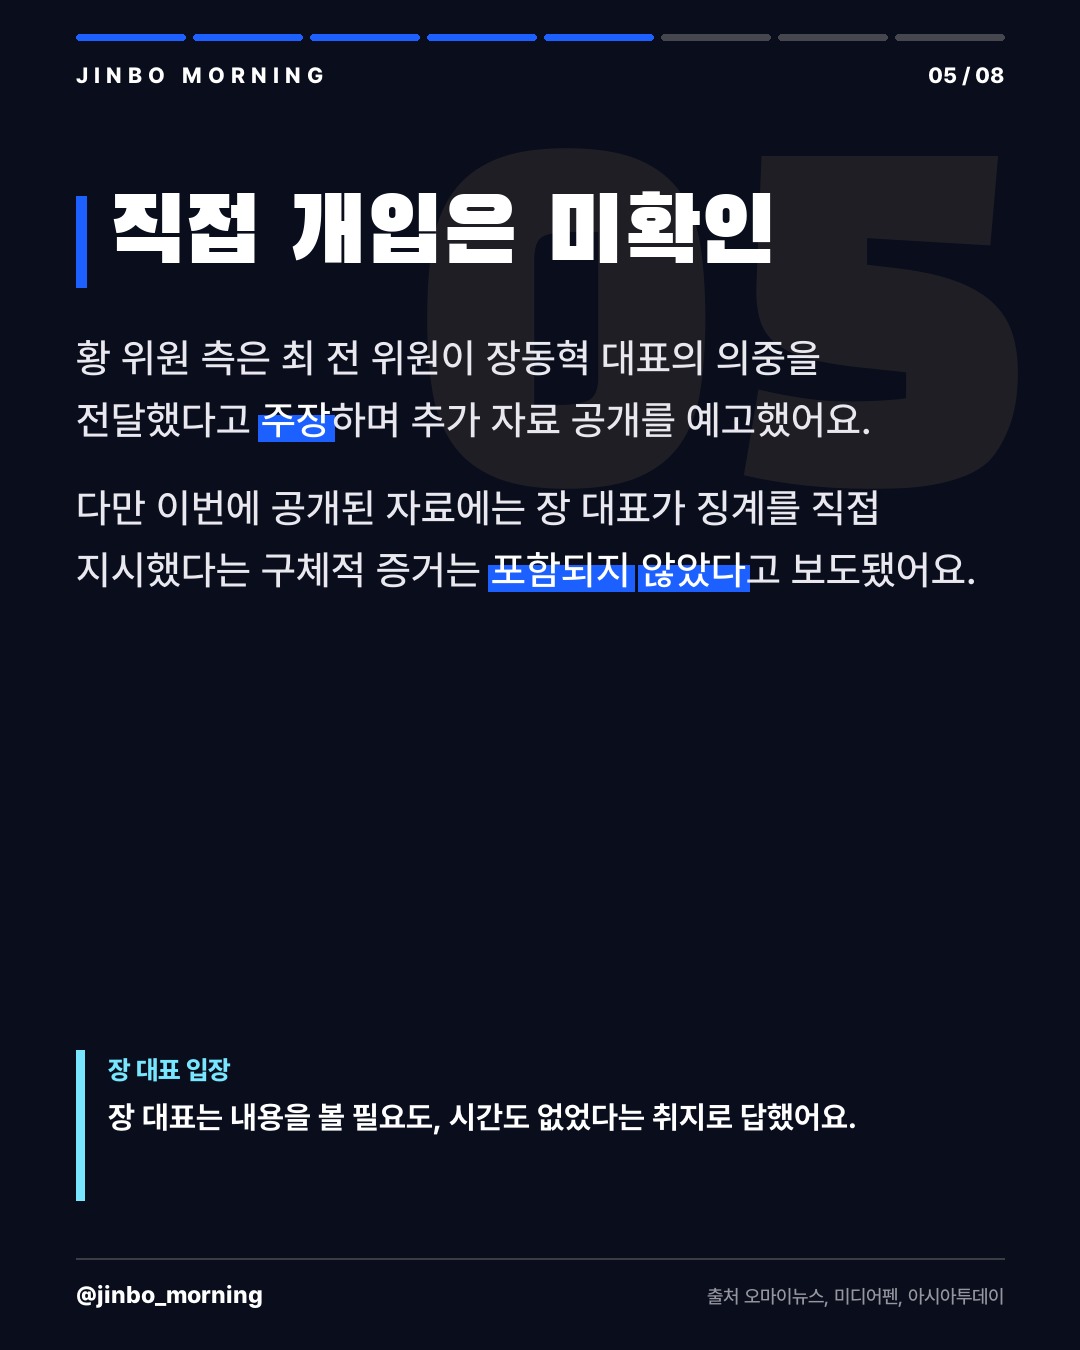 JINBO MORNING
05 / 08
05
직접 개입은 미확인
황 위원 측은 최 전 위원이 장동혁 대표의 의중을
전달했다고 주장하며 추가 자료 공개를 예고했어요.
다만 이번에 공개된 자료에는 장 대표가 징계를 직접
지시했다는 구체적 증거는 포함되지 않았다고 보도됐어요.
장 대표 입장
장 대표는 내용을 볼 필요도, 시간도 없었다는 취지로 답했어요.
@jinbo_morning
출처 오마이뉴스, 미디어펜, 아시아투데이